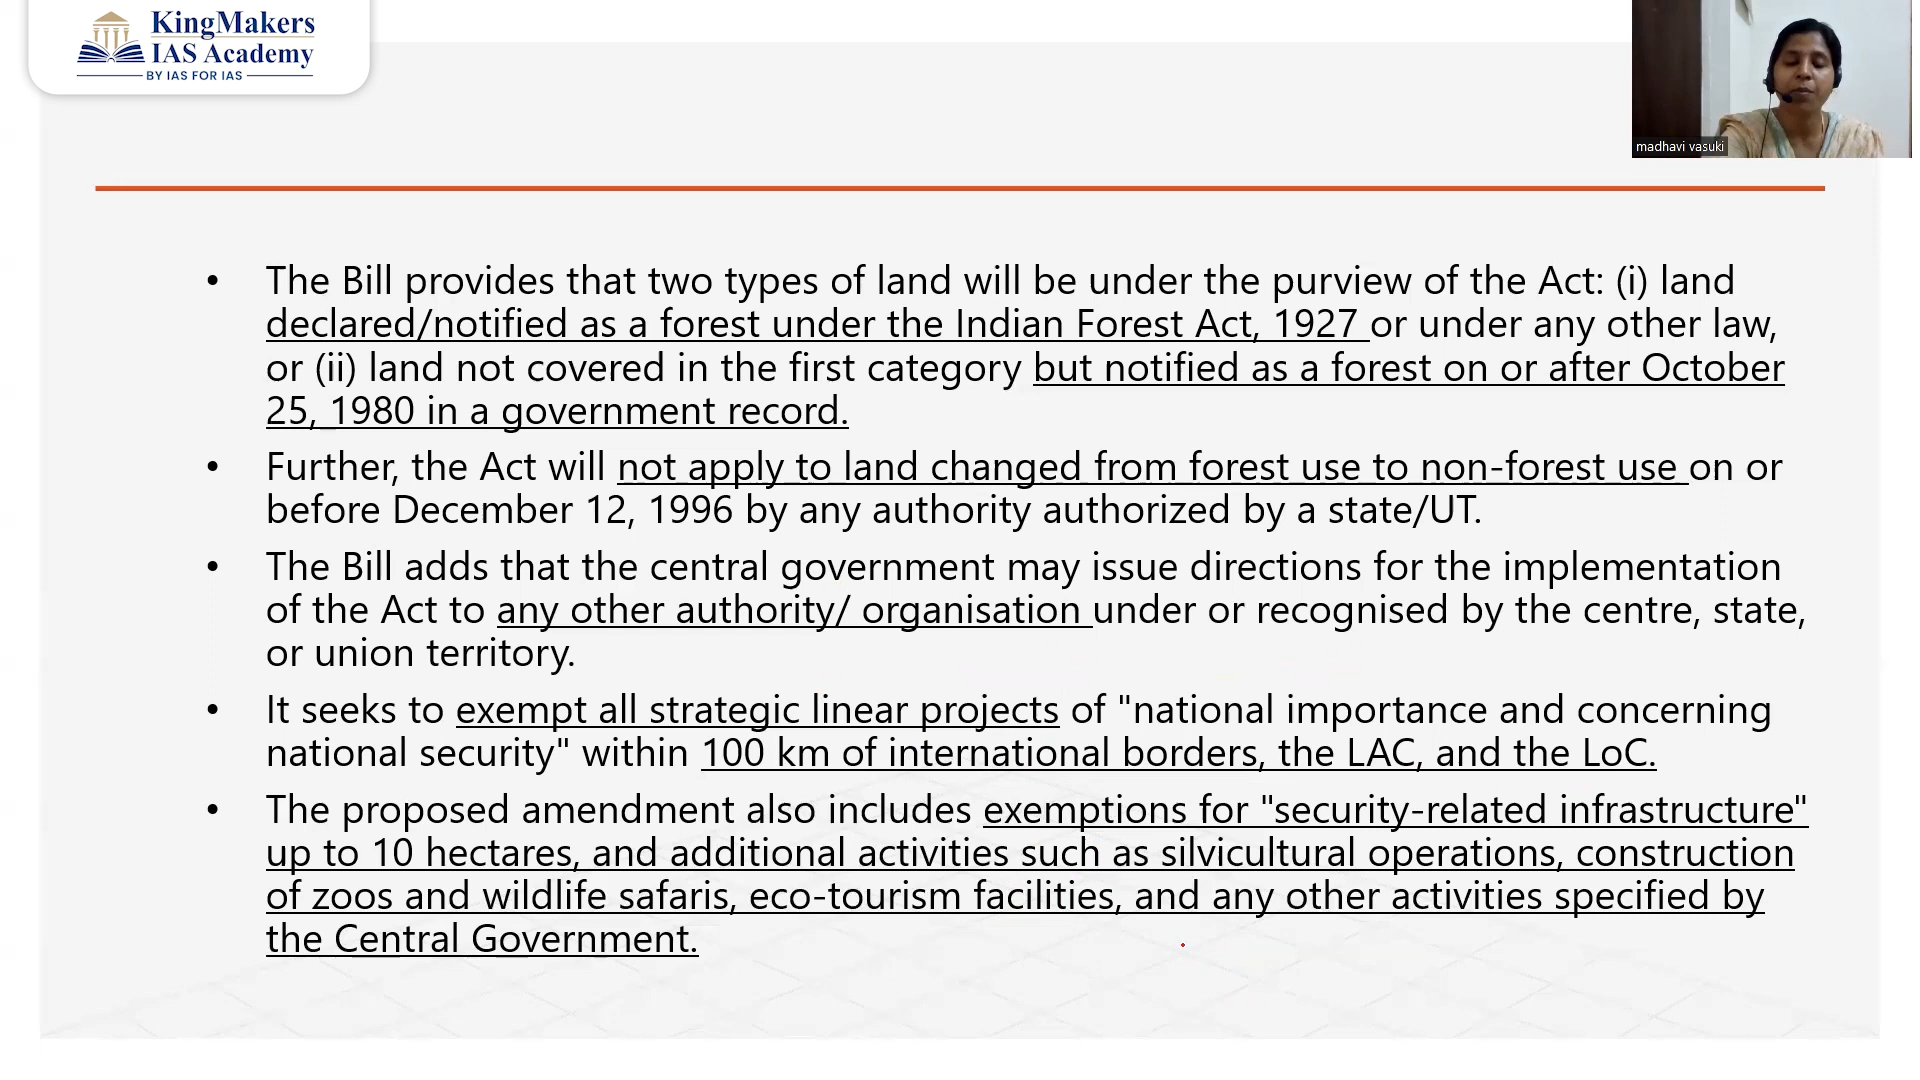 KingMakers
IAS Academy
BY IAS FOR IAS
madhavi vasuki
• The Bill provides that two types of land will be under the purview of the Act: (i) land
declared/notified as a forest under the Indian Forest Act, 1927 or under any other law,
or (ii) land not covered in the first category but notified as a forest on or after October
25, 1980 in a government record.
• Further, the Act will not apply to land changed from forest use to non-forest use on or
before December 12, 1996 by any authority authorized by a state/UT.
• The Bill adds that the central government may issue directions for the implementation
of the Act to any other authority/ organisation under or recognised by the centre, state,
or union territory.
• It seeks to exempt all strategic linear projects of "national importance and concerning
national security" within 100 km of international borders, the LAC, and the LoC.
• The proposed amendment also includes exemptions for "security-related infrastructure"
up to 10 hectares, and additional activities such as silvicultural operations, construction
of zoos and wildlife safaris, eco-tourism facilities, and any other activities specified by
the Central Government.